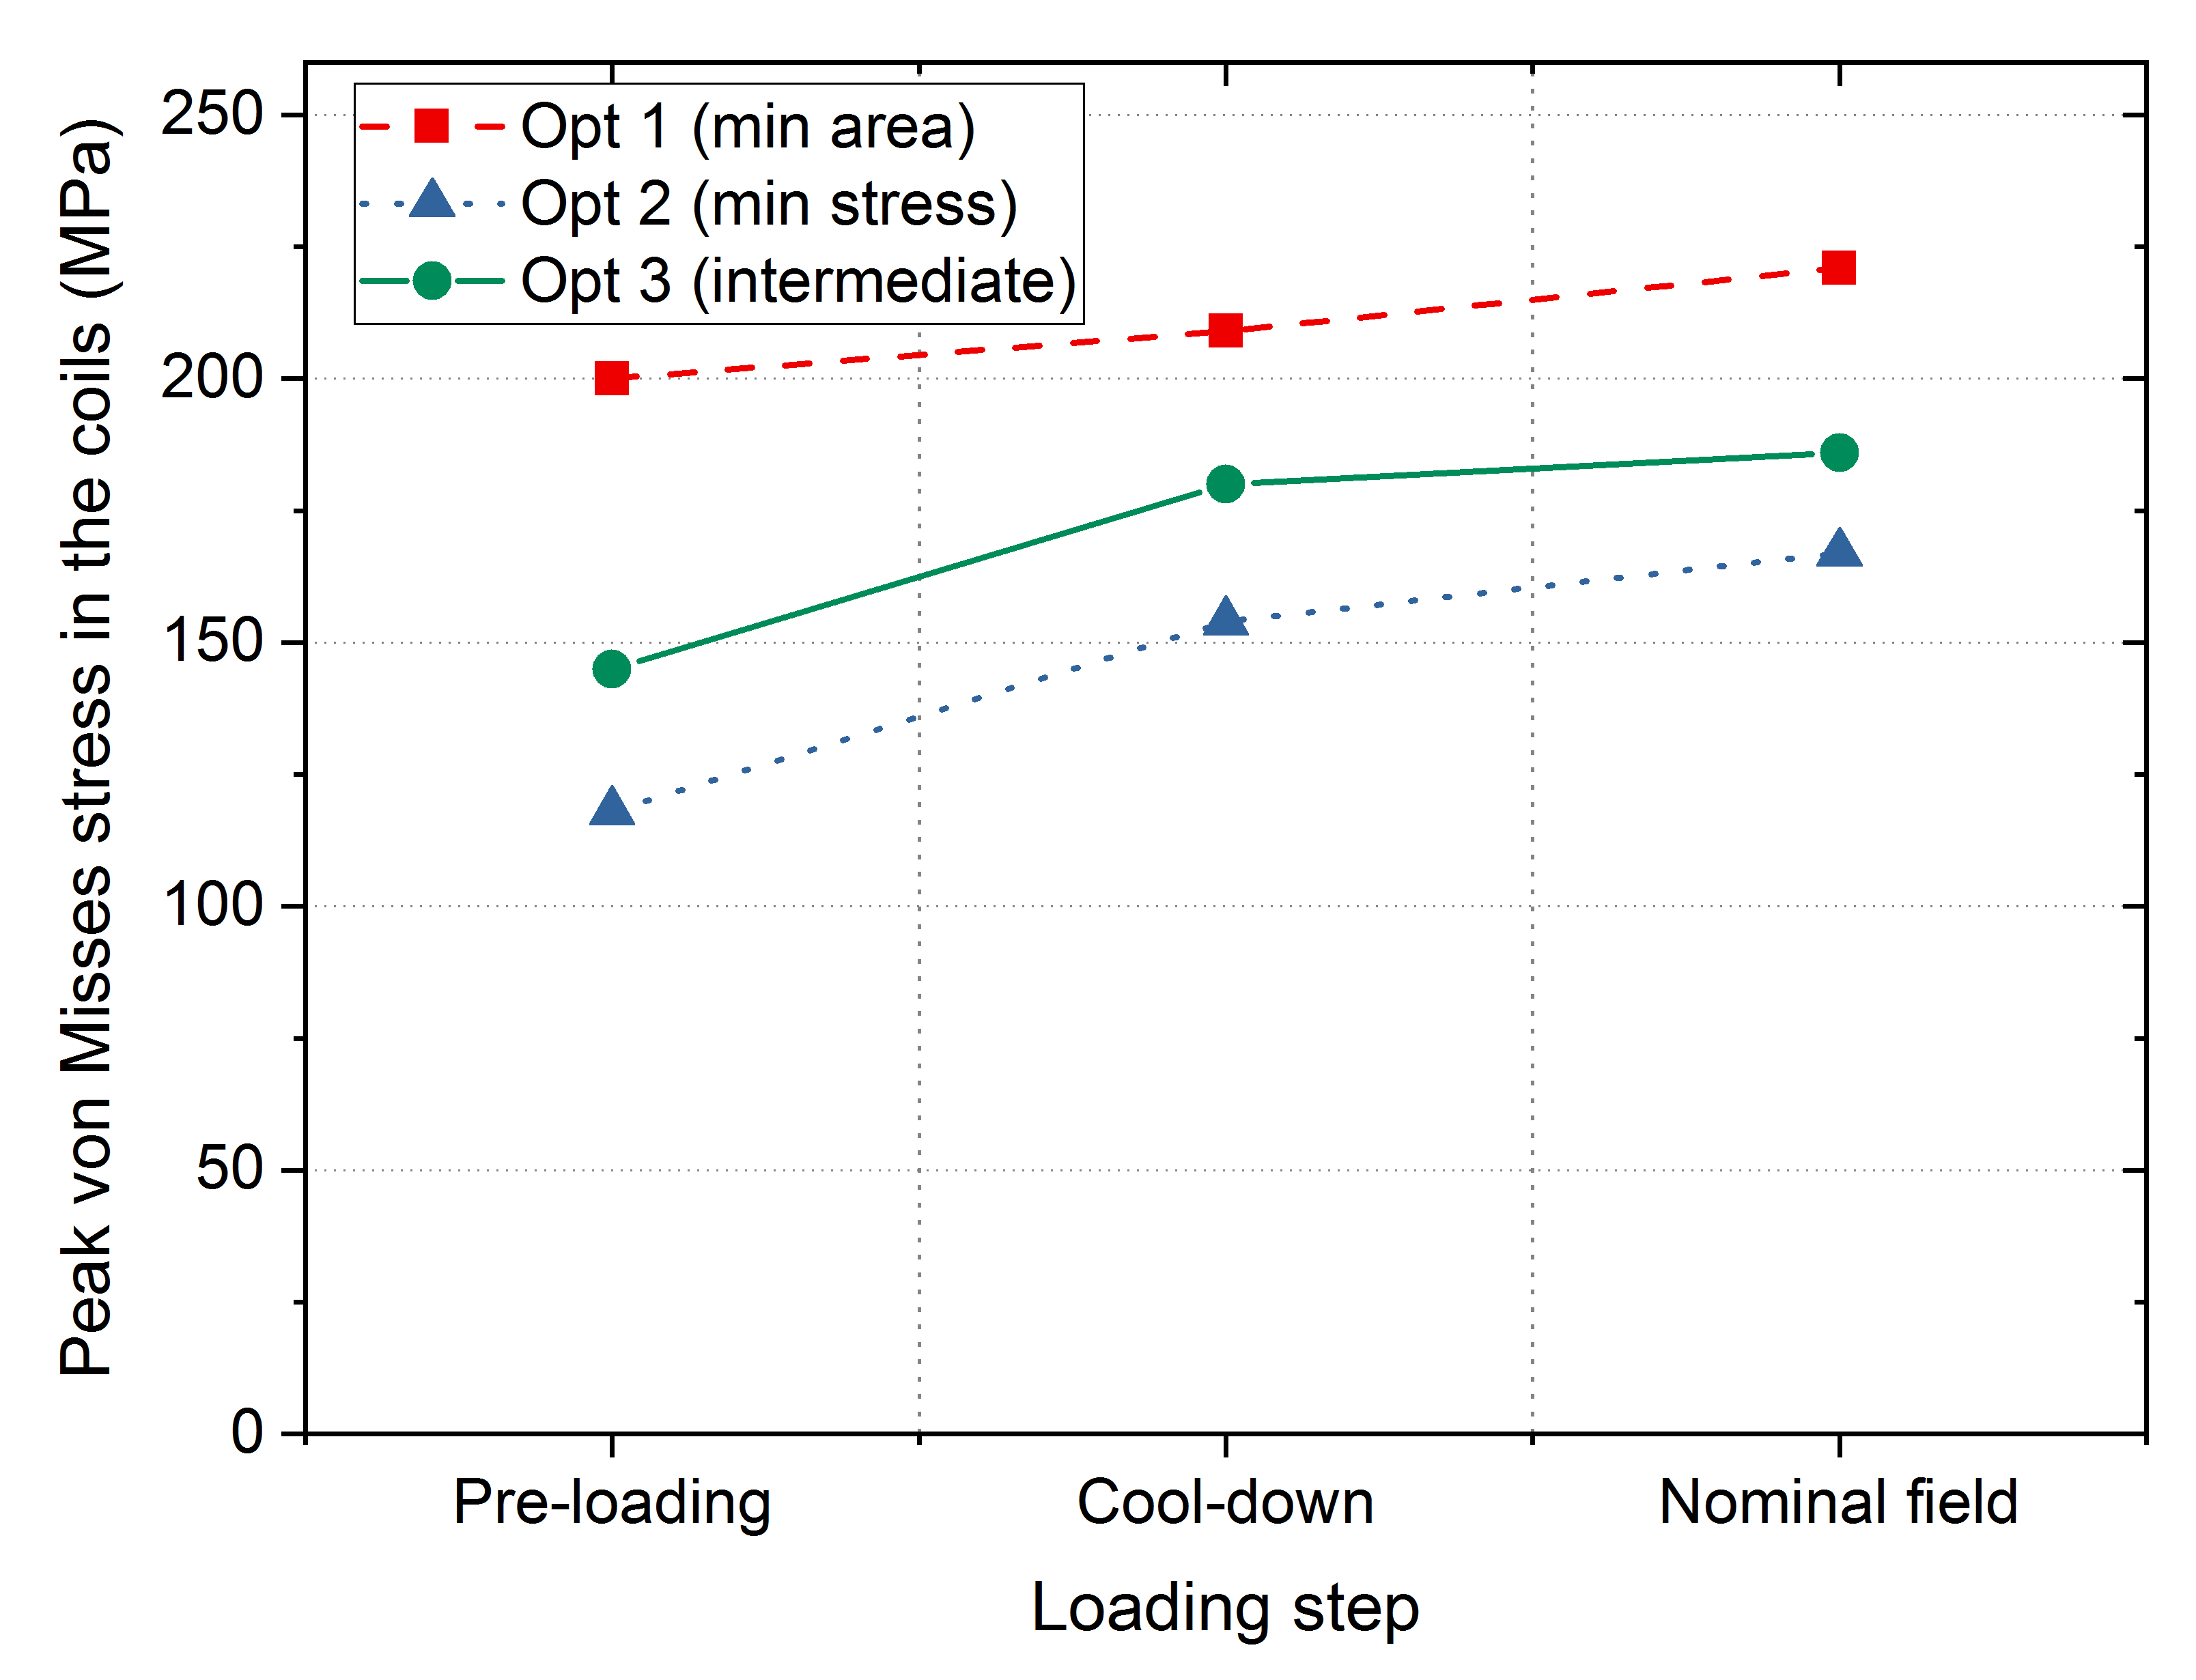 Peak von Misses stress in the coils (MPa)
250
200
150
100
50
0
Opt 1 (min area)
Opt 2 (min stress)
Opt 3 (intermediate)
Pre-loading
Cool-down
Nominal field
Loading step